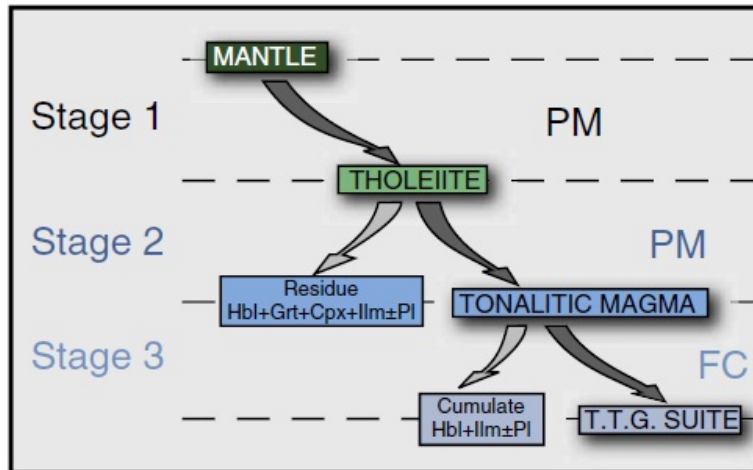 MANTLE
Stage 1
PM
THOLEIITE
Stage 2
PM
Residue
Hbl+Grt+Cpx+Ilm±Pl
TONALITIC MAGMA
Stage 3
FC
Cumulate
Hbl+Ilm±Pl
T.T.G. SUITE